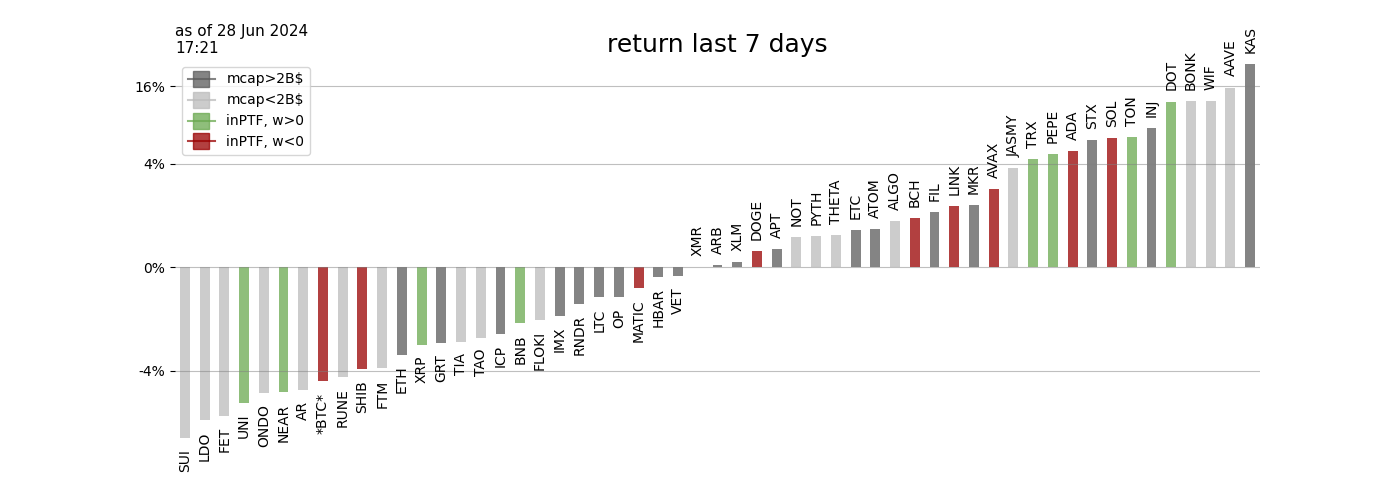 as of 28 Jun 2024
17:21
return last 7 days
mcap>2B$
mcap<2B$
inPTF, w>0
inPTF, w<0
16%
4%
0%
-4%
SUI
LDO
FET
UNI
ONDO
NEAR
AR
*BTC*
RUNE
SHIB
FTM
ETH
XRP
GRT
TIA
TAO
ICP
BNB
FLOKI
IMX
RNDR
LTC
OP
MATIC
HBAR
VET
XMR
ARB
XLM
DOGE
APT
NOT
PYTH
THETA
ETC
ATOM
ALGO
BCH
FIL
LINK
MKR
AVAX
JASMY
TRX
PEPE
ADA
STX
SOL
TON
INJ
DOT
BONK
WIF
AAVE
KAS